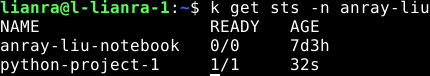 lianra@l-lianra-1:~$ k get sts -n anray-liu
NAME READY AGE
anray-liu-notebook 0/0 7d3h
python-project-1 1/1 32s